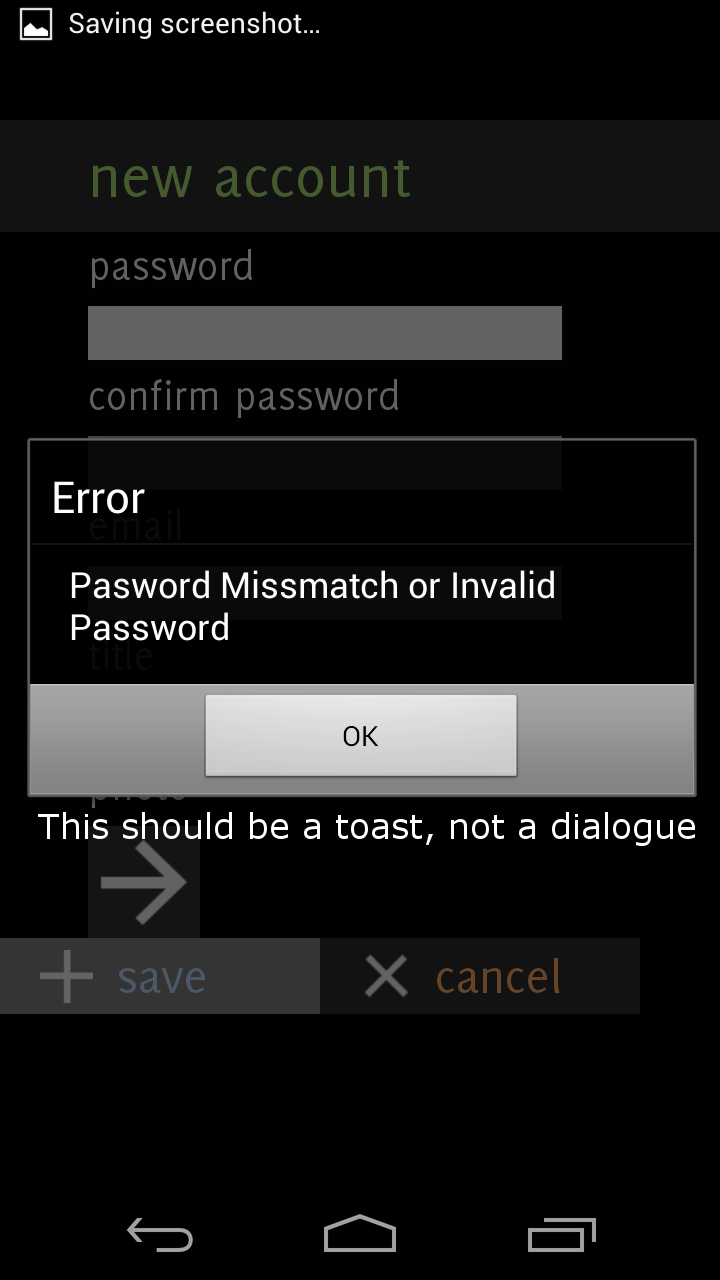 Saving screenshot...
new account
password
confirm password
Error
email
Pasword Missmatch or Invalid
Password
title
OK
photo
This should be a toast, not a dialogue
save
cancel